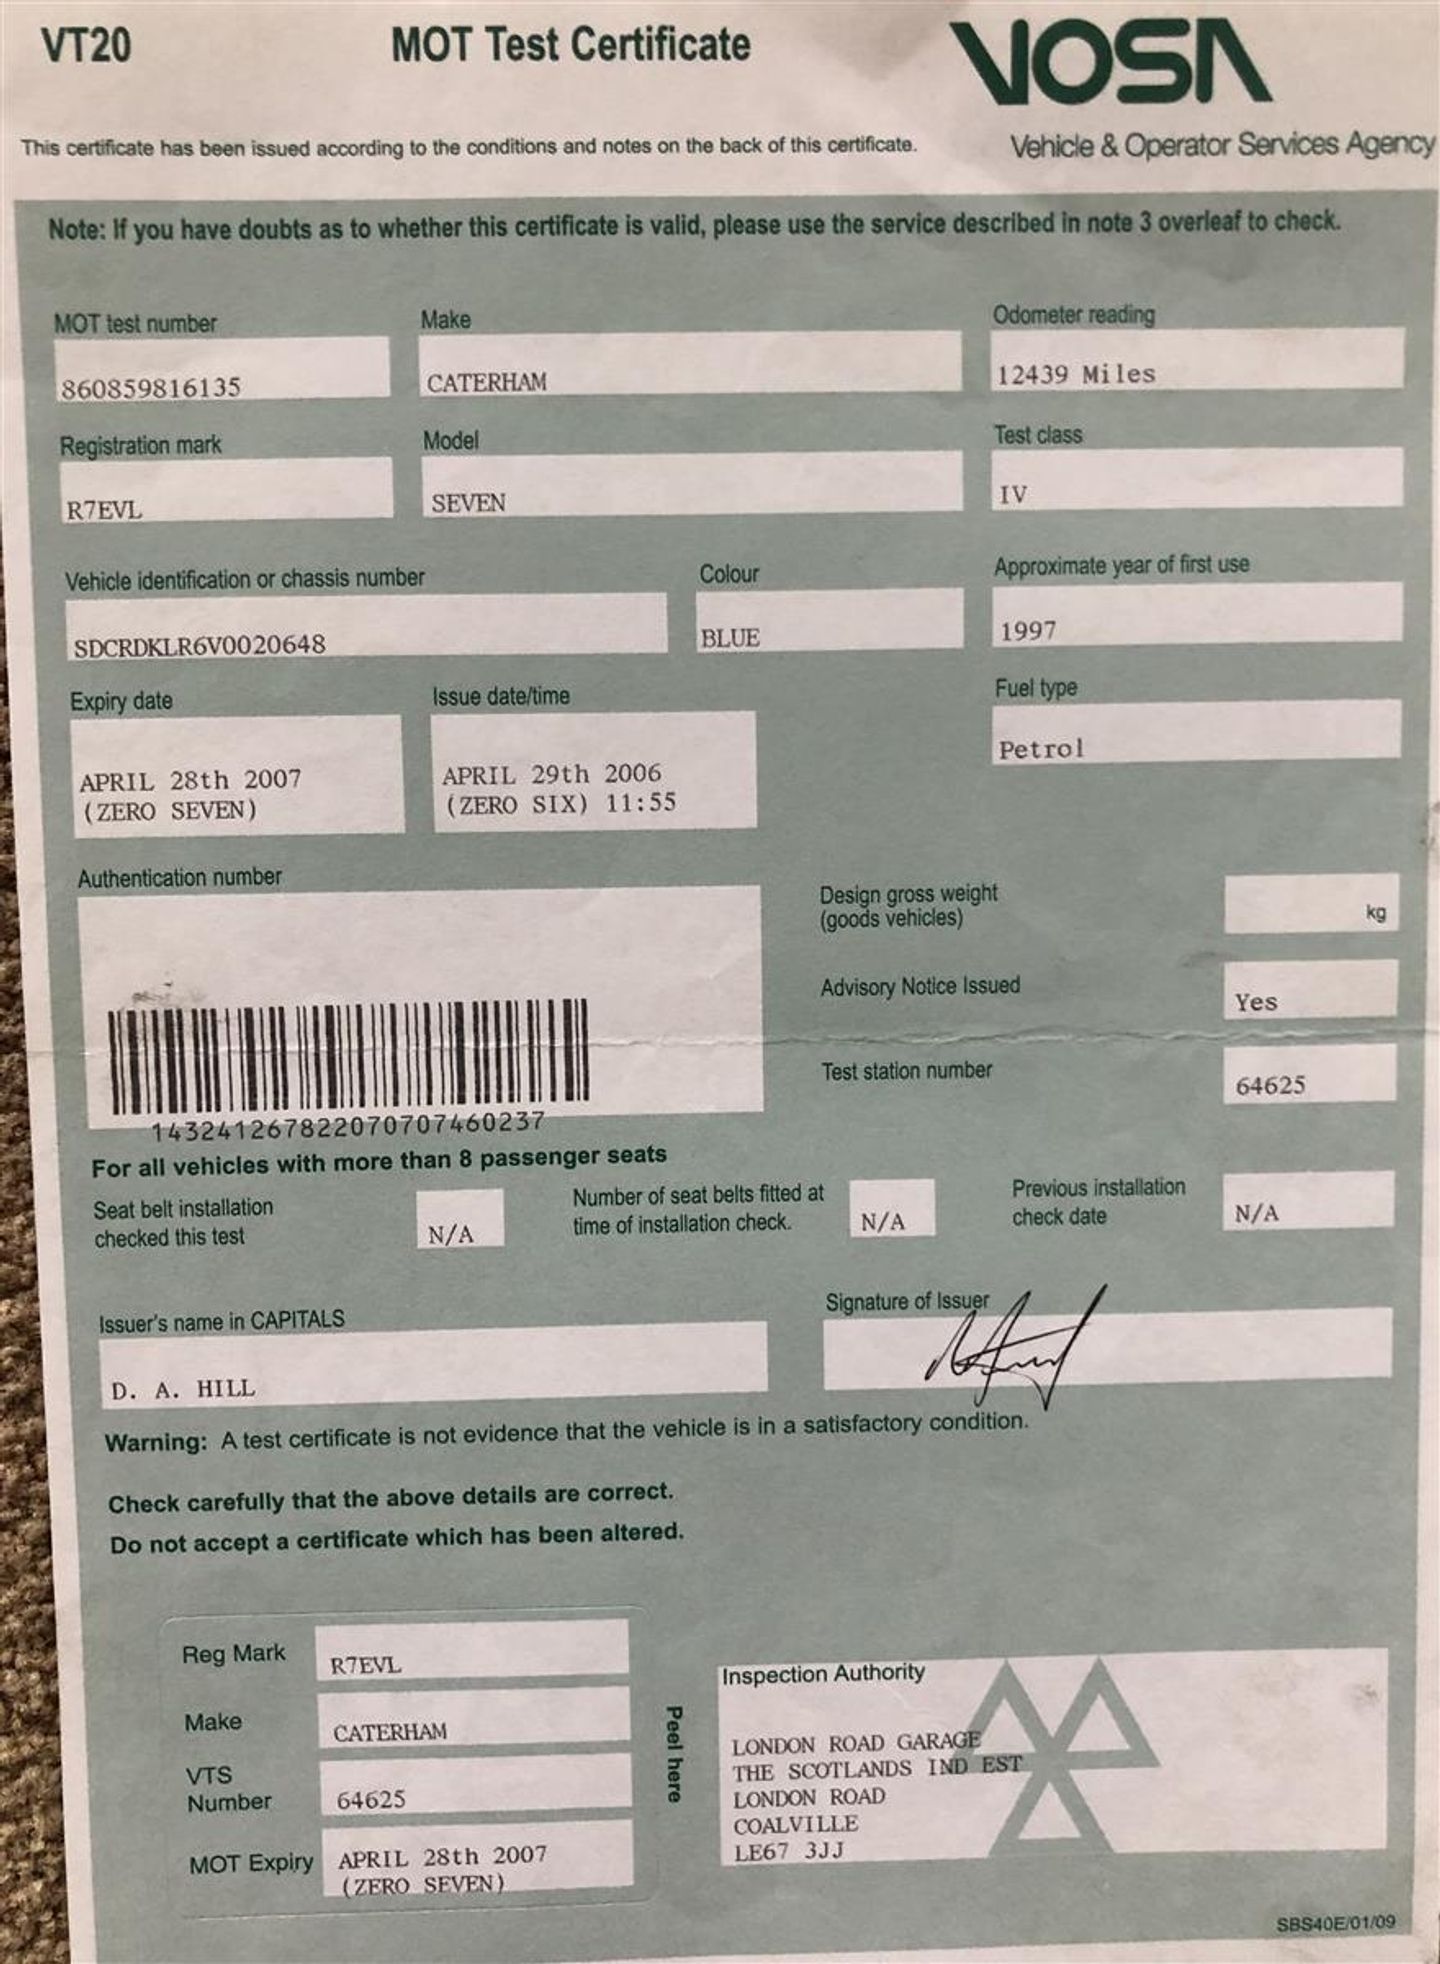 VT20
MOT Test Certificate
VOSA
This certificate has been issued according to the conditions and notes on the back of this certificate.
Vehicle & Operator Services Agency
Note: If you have doubts as to whether this certificate is valid, please use the service described in note 3 overleaf to check.
MOT test number
Make
Odometer reading
860859816135
CATERHAM
12439 Miles
Registration mark
Model
Test class
R7EVL
SEVEN
IV
Vehicle identification or chassis number
Colour
Approximate year of first use
SDCRDKLR6V0020648
BLUE
1997
Expiry date
Issue date/time
Fuel type
APRIL 28th 2007
(ZERO SEVEN)
APRIL 29th 2006
(ZERO SIX) 11:55
Petrol
Authentication number
143241267822070707460237
Design gross weight
(goods vehicles)
kg
Advisory Notice Issued
Yes
Test station number
64625
For all vehicles with more than 8 passenger seats
Seat belt installation
checked this test
N/A
Number of seat belts fitted at
time of installation check.
N/A
Previous installation
check date
N/A
Issuer's name in CAPITALS
D. A. HILL
Signature of Issuer
Warning: A test certificate is not evidence that the vehicle is in a satisfactory condition.
Check carefully that the above details are correct.
Do not accept a certificate which has been altered.
Reg Mark
R7EVL
Make
CATERHAM
VTS
Number
64625
MOT Expiry
APRIL 28th 2007
(ZERO SEVEN)
Peel here
Inspection Authority
LONDON ROAD GARAGE
THE SCOTLANDS IND EST
LONDON ROAD
COALVILLE
LE67 3JJ
SBS40E/01/09